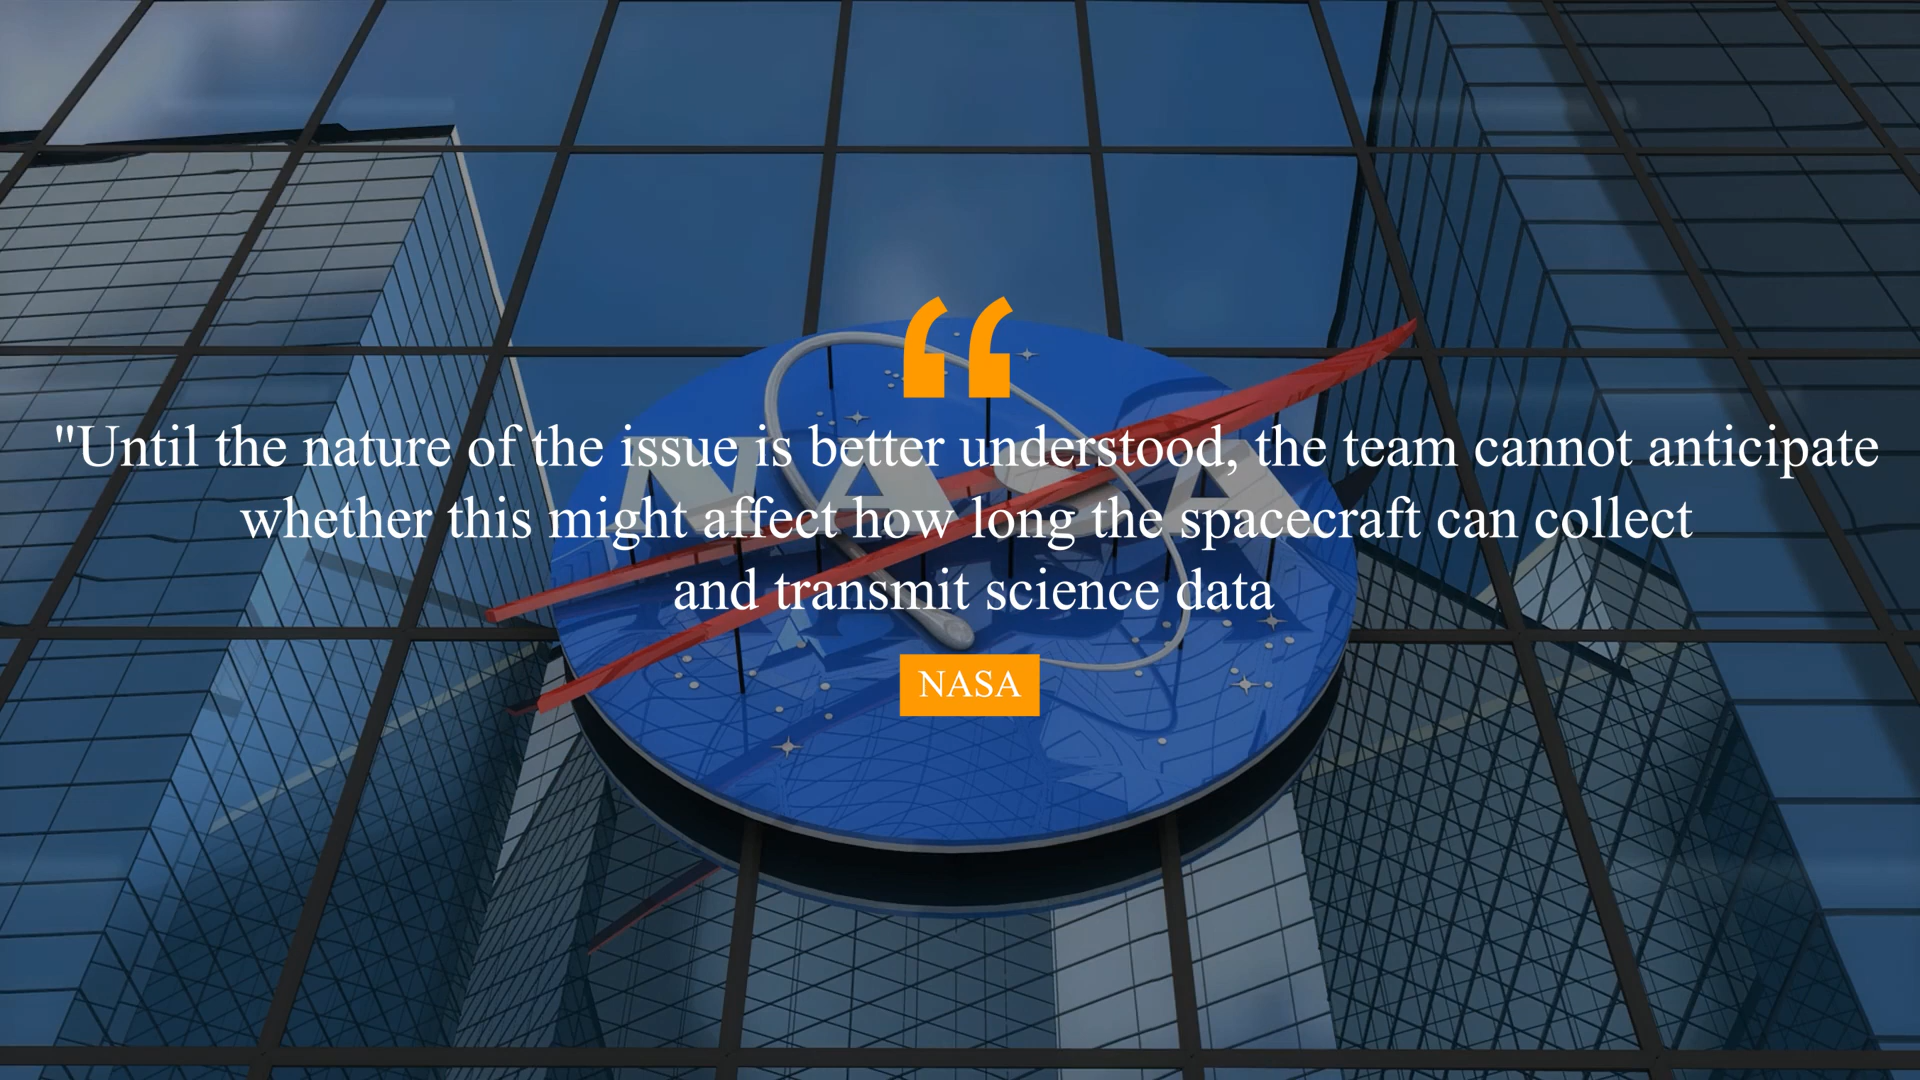 "Until the nature of the issue is better understood, the team cannot anticipate
whether this might affect how long the spacecraft can collect
and transmit science data
NASA
NASA